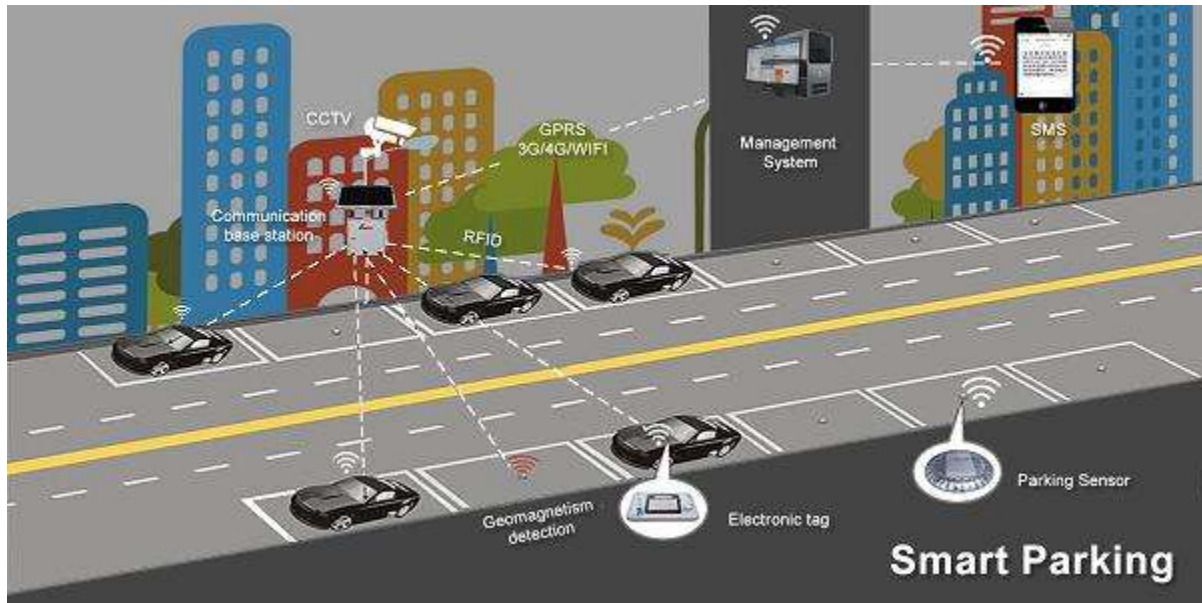 CCTV
GPRS
3G/4G/WIFI
Management
System
SMS
Communication
base station
RFID
Geomagnetism
detection
Electronic tag
Parking Sensor
Smart Parking